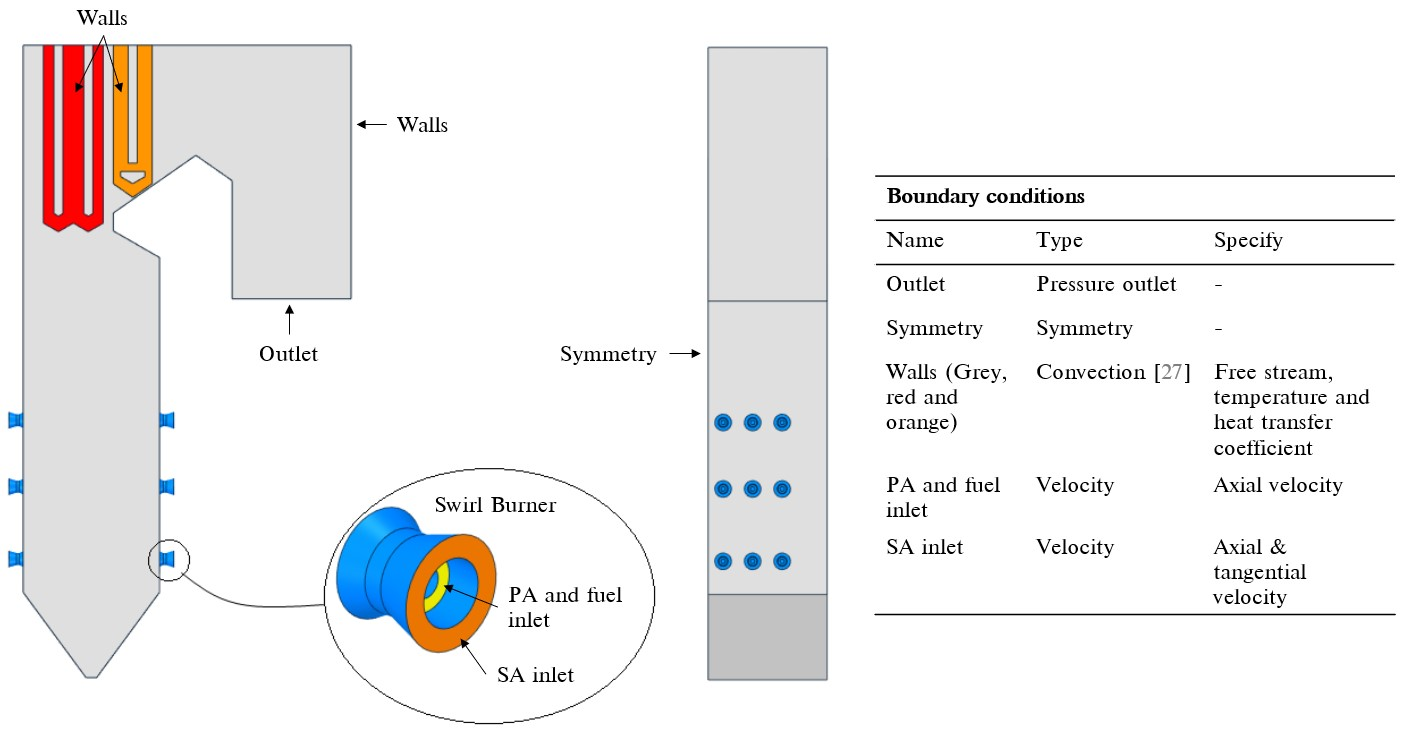 Walls
Walls
Outlet
Swirl Burner
PA and fuel
inlet
SA inlet
Symmetry
Boundary conditions
Name Type Specify
Outlet Pressure outlet -
Symmetry Symmetry -
Walls (Grey, Convection [27] Free stream,
red and temperature and
orange) heat transfer
coefficient
PA and fuel Velocity Axial velocity
inlet
SA inlet Velocity Axial &
tangential
velocity